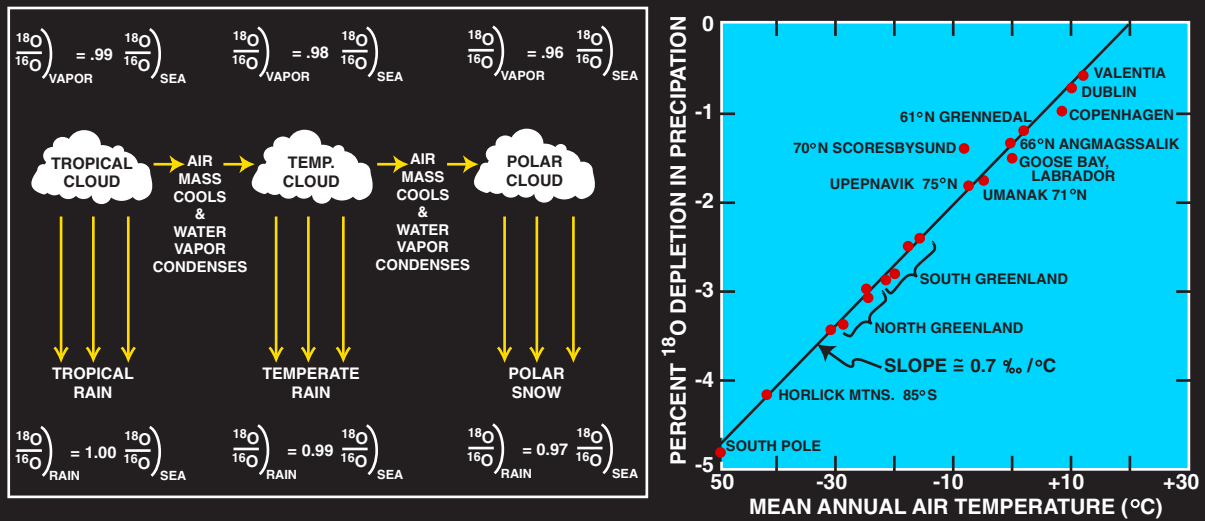 18O/16O)VAPOR = .99 18O/16O)SEA
18O/16O)VAPOR = .98 18O/16O)SEA
18O/16O)VAPOR = .96 18O/16O)SEA
TROPICAL
CLOUD
AIR
MASS
COOLS
&
WATER
VAPOR
CONDENSES
TEMP.
CLOUD
AIR
MASS
COOLS
&
WATER
VAPOR
CONDENSES
POLAR
CLOUD
TROPICAL
RAIN
TEMPERATE
RAIN
POLAR
SNOW
18O/16O)RAIN = 1.00 18O/16O)SEA
18O/16O)RAIN = 0.99 18O/16O)SEA
18O/16O)RAIN = 0.97 18O/16O)SEA
PERCENT 18O DEPLETION IN PRECIPATION
0
-1
-2
-3
-4
-5
VALENTIA
DUBLIN
COPENHAGEN
61°N GRENNEDAL
66°N ANGMAGSSALIK
70°N SCORESBYSUND
GOOSE BAY,
LABRADOR
UPEPNAVIK 75°N
UMANAK 71°N
SOUTH GREENLAND
NORTH GREENLAND
SLOPE ≅ 0.7 ‰/°C
HORLICK MTNS. 85°S
SOUTH POLE
50 -30 -10 +10 +30
MEAN ANNUAL AIR TEMPERATURE (°C)